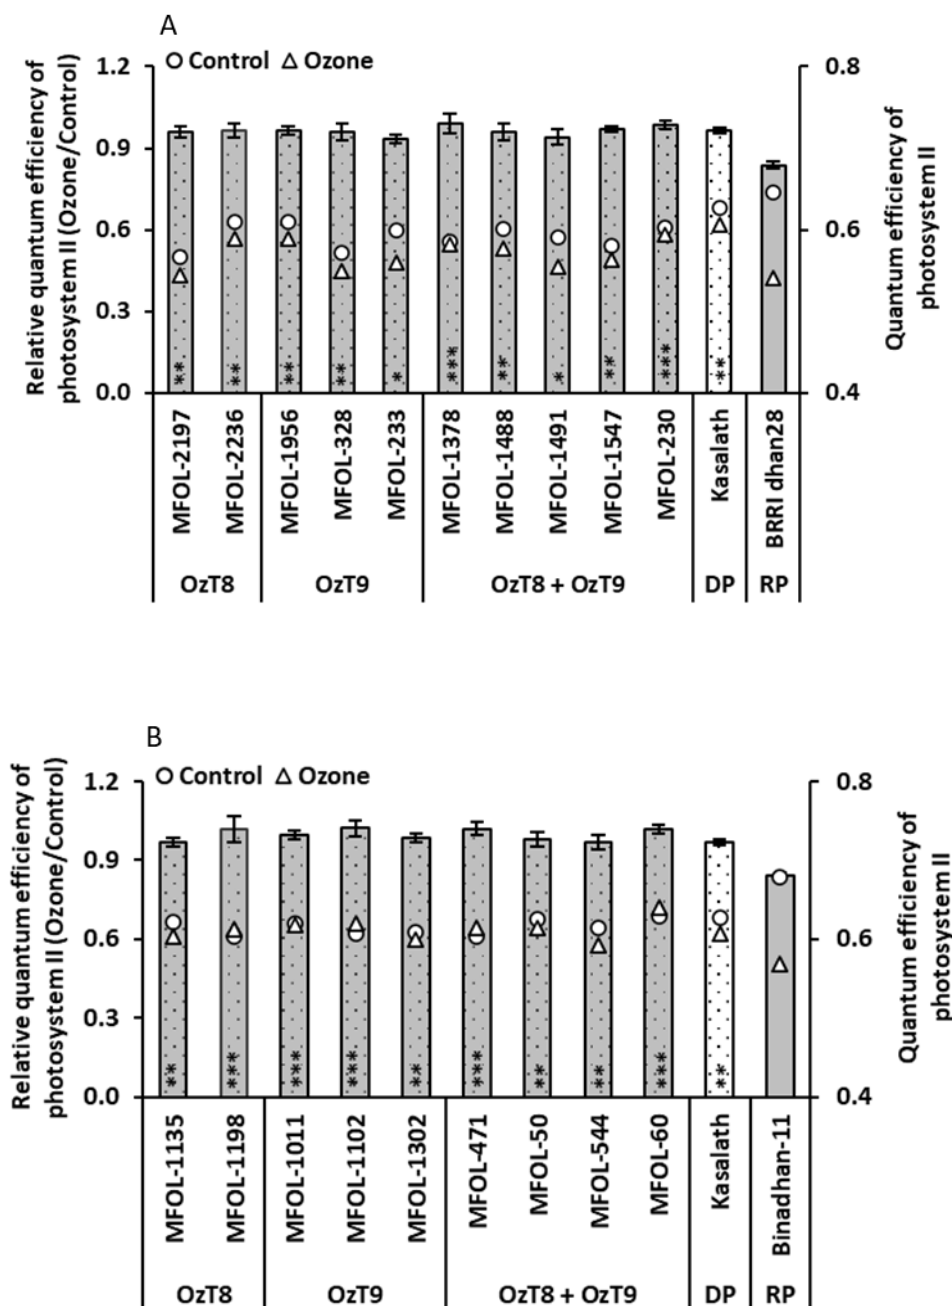 A
Control Ozone
Relative quantum efficiency of
photosystem II (Ozone/Control)
1.2
0.9
0.6
0.3
0.0
** ** ** ** * *** ** * ** *** **
0.8
0.6
0.4
Quantum efficiency of
photosystem II
MFOL-2197
MFOL-2236
MFOL-1956
MFOL-328
MFOL-233
MFOL-1378
MFOL-1488
MFOL-1491
MFOL-1547
MFOL-230
Kasalath
BRRI dhan28
OzT8 OzT9 OzT8 + OzT9 DP RP
B
Control Ozone
Relative quantum efficiency of
photosystem II (Ozone/Control)
1.2
0.9
0.6
0.3
0.0
** *** *** *** ** *** ** ** *** **
0.8
0.6
0.4
Quantum efficiency of
photosystem II
MFOL-1135
MFOL-1198
MFOL-1011
MFOL-1102
MFOL-1302
MFOL-471
MFOL-50
MFOL-544
MFOL-60
Kasalath
Binadhan-11
OzT8 OzT9 OzT8 + OzT9 DP RP